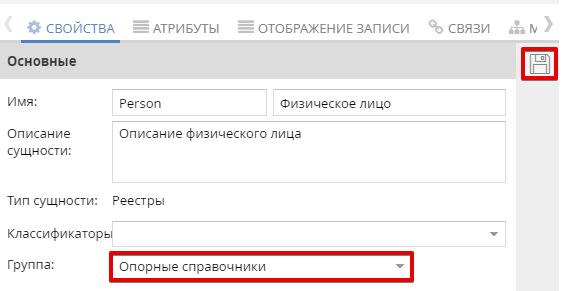 СВОЙСТВА АТРИБУТЫ ОТОБРАЖЕНИЕ ЗАПИСИ СВЯЗИ
Основные
Имя: Person Физическое лицо
Описание сущности: Описание физического лица
Тип сущности: Реестры
Классификаторы
Группа: Опорные справочники